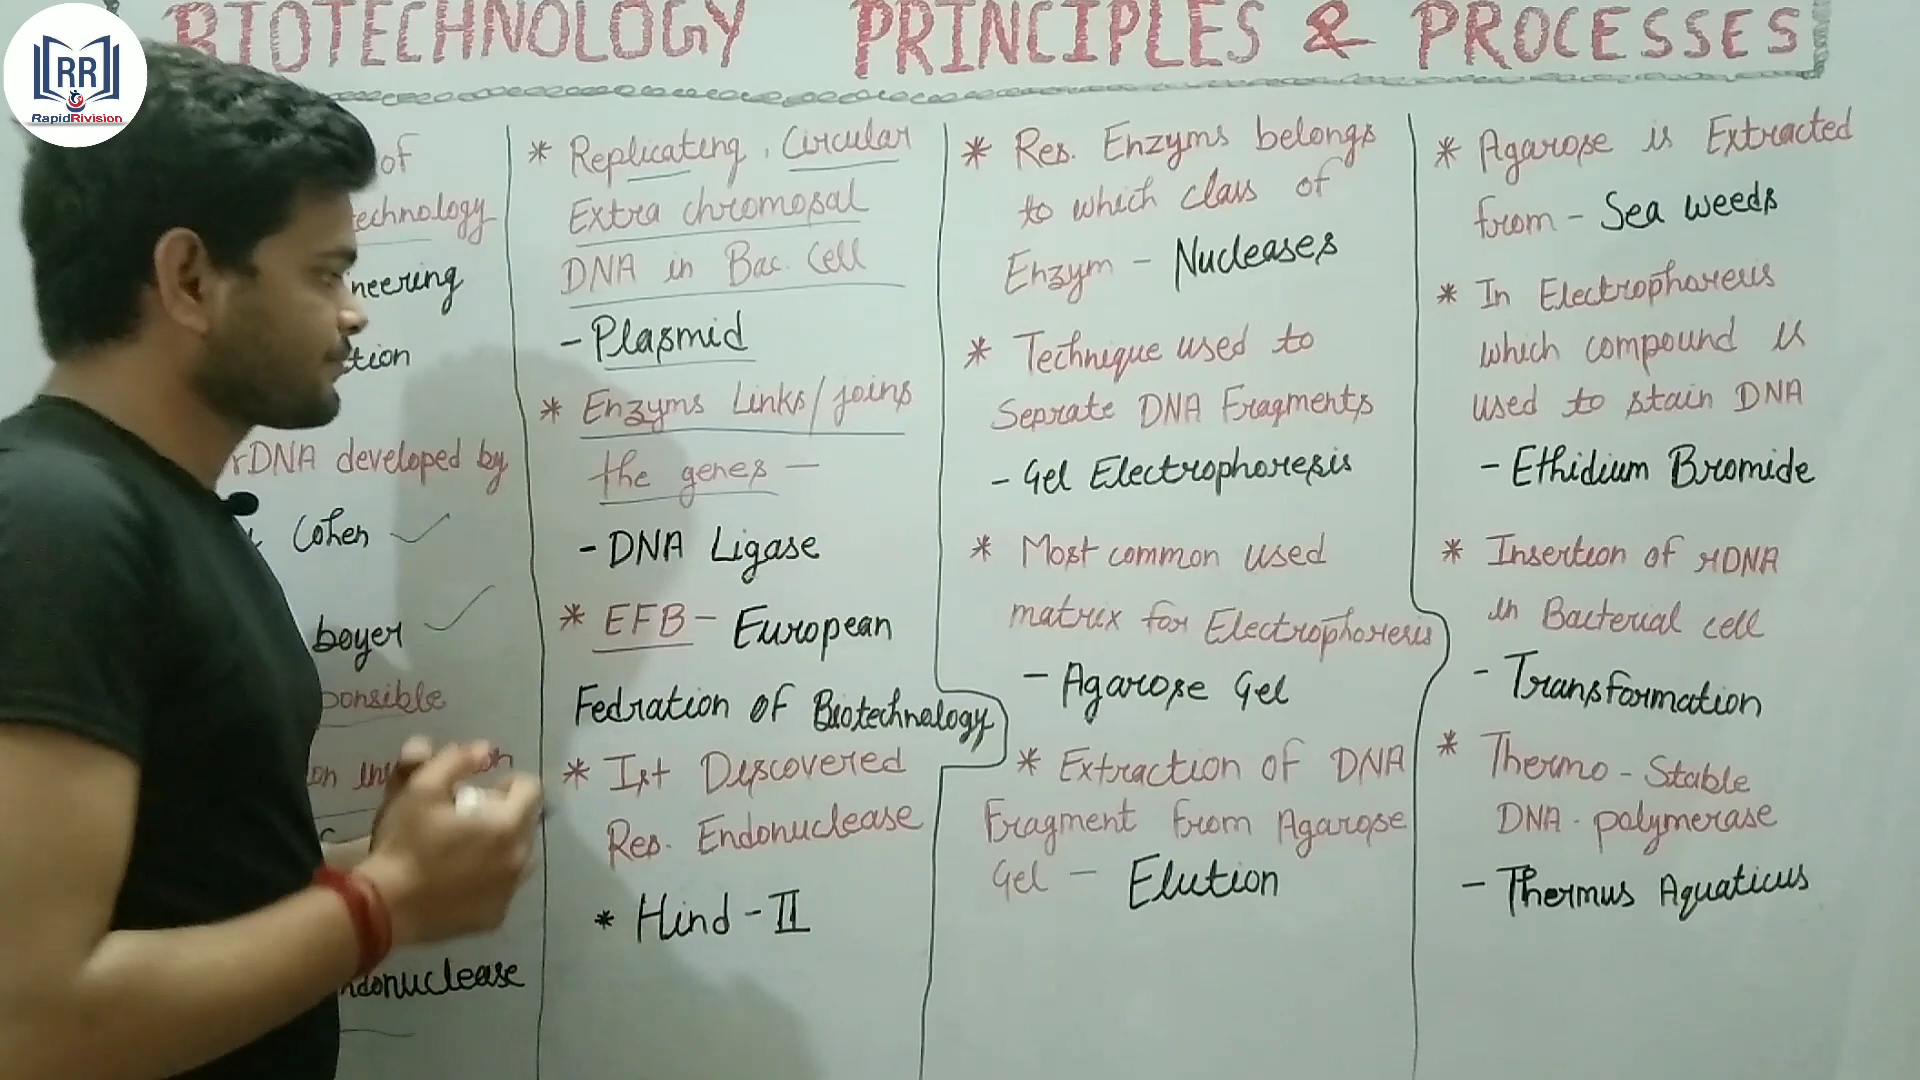 BIOTECHNOLOGY PRINCIPLES & PROCESSES
RR
RapidRivision
of
echnology
neering
tion
rDNA developed by
Cohen
boyer
ponsible
on
ndonuclease
* Replicateng, Circular
Extra chromosal
DNA in Bac. Cell
- Plasmid
* Enzyms Links/joins
the genes -
- DNA Ligase
* EFB - European
Fedration of Biotechnology
* Ist Discovered
Res. Endonuclease
* Hind - II
* Res. Enzyms belongs
to which class of
Enzym - Nucleases
* Technique used to
Seprate DNA Fragments
- Gel Electrophoresis
* Most common used
matrix for Electrophoresis
- Agarose Gel
* Extraction of DNA
Fragment from Agarose
Gel - Elution
* Agarose is Extracted
from - Sea weeds
* In Electrophoresis
which compound is
used to stain DNA
- Ethidium Bromide
* Insertion of rDNA
in Bacterial cell
- Transformation
* Thermo - Stable
DNA - polymerase
- Thermus Aquaticus